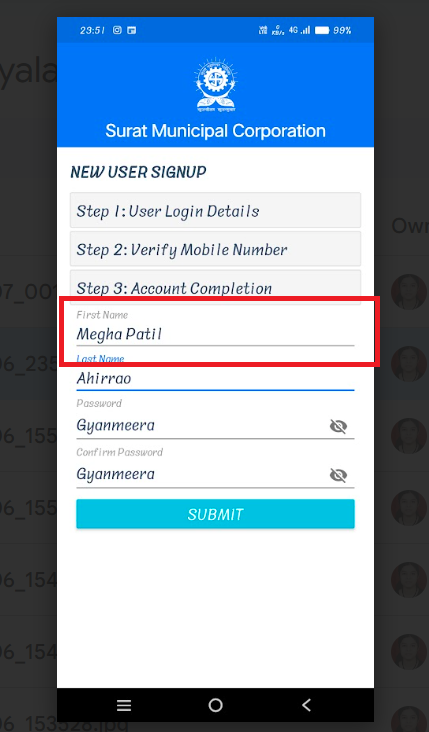 yala
Own
07_001
06_235
06_155
06_155
06_154
06_154
06_153528.jpg
23:51
4G
99%
Surat Municipal Corporation
NEW USER SIGNUP
Step 1: User Login Details
Step 2: Verify Mobile Number
Step 3: Account Completion
First Name
Megha Patil
Last Name
Ahirrao
Password
Gyanmeera
Confirm Password
Gyanmeera
SUBMIT